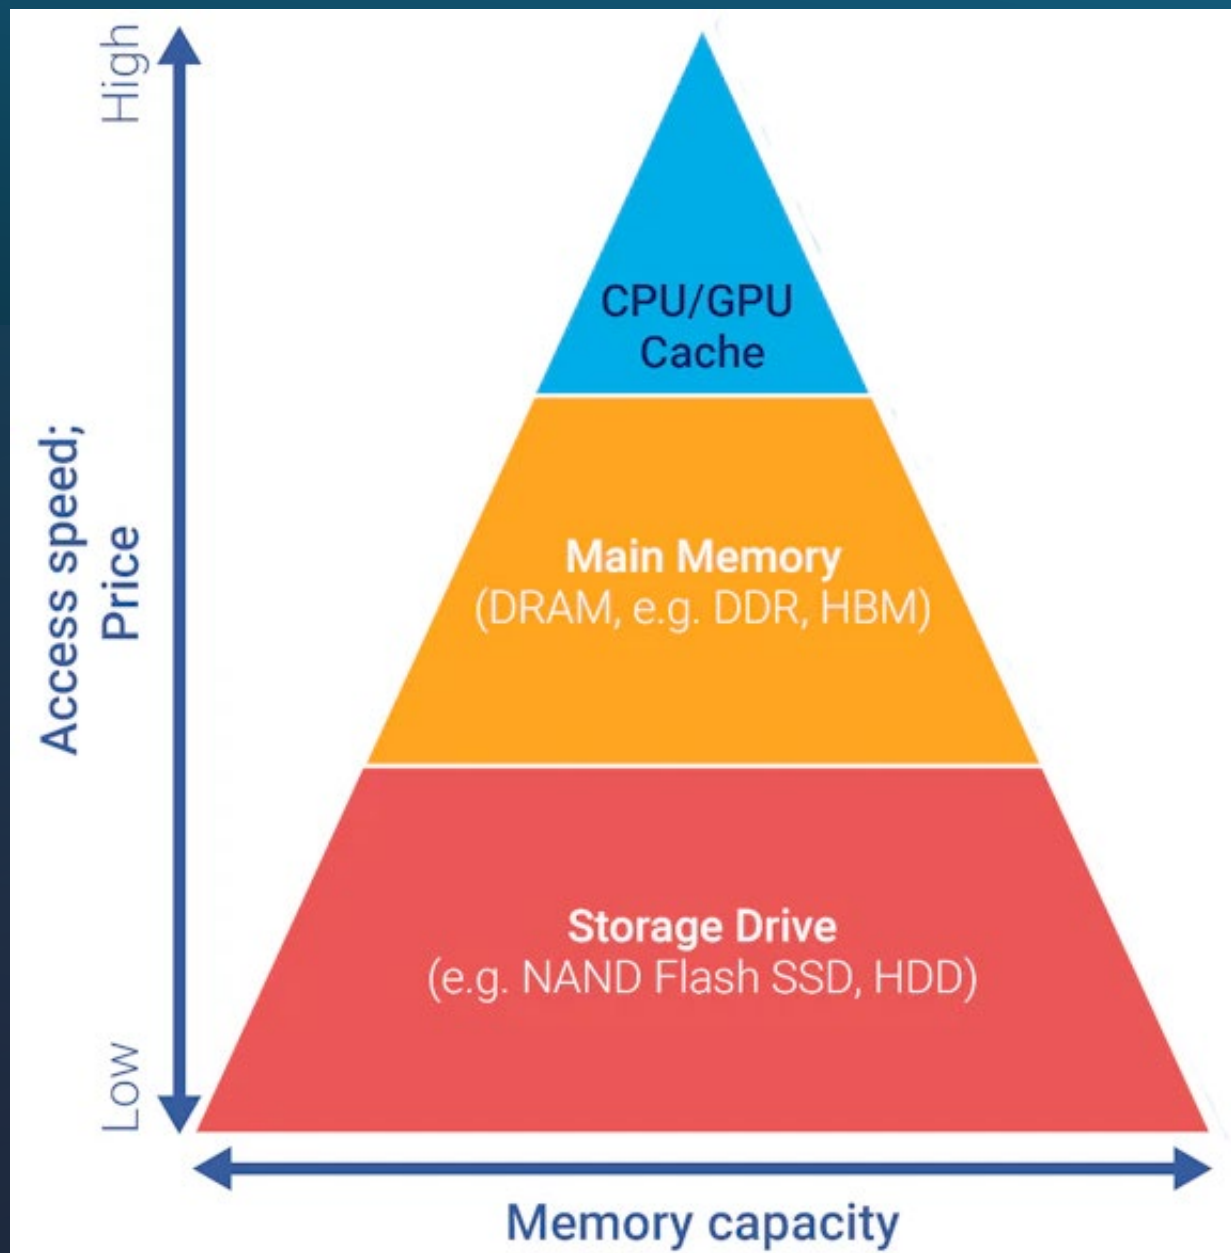 High
Access speed;
Price
Low
CPU/GPU
Cache
Main Memory
(DRAM, e.g. DDR, HBM)
Storage Drive
(e.g. NAND Flash SSD, HDD)
Memory capacity